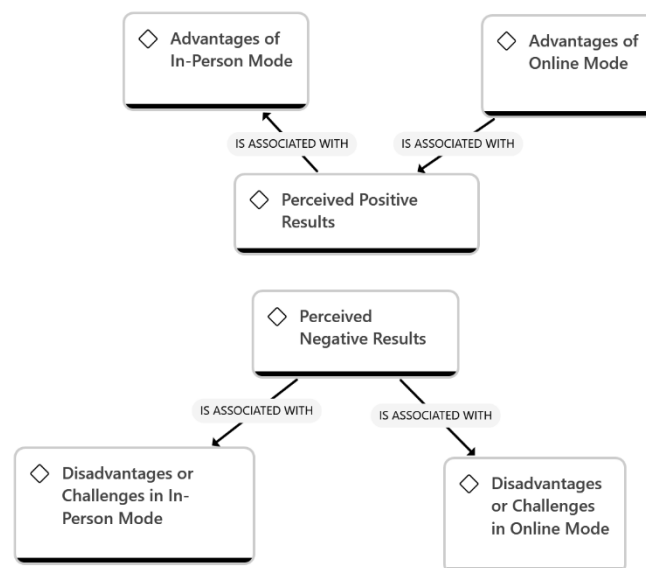 Advantages of
In-Person Mode
Advantages of
Online Mode
IS ASSOCIATED WITH
IS ASSOCIATED WITH
Perceived Positive
Results
Perceived
Negative Results
IS ASSOCIATED WITH
IS ASSOCIATED WITH
Disadvantages or
Challenges in In-
Person Mode
Disadvantages
or Challenges
in Online Mode